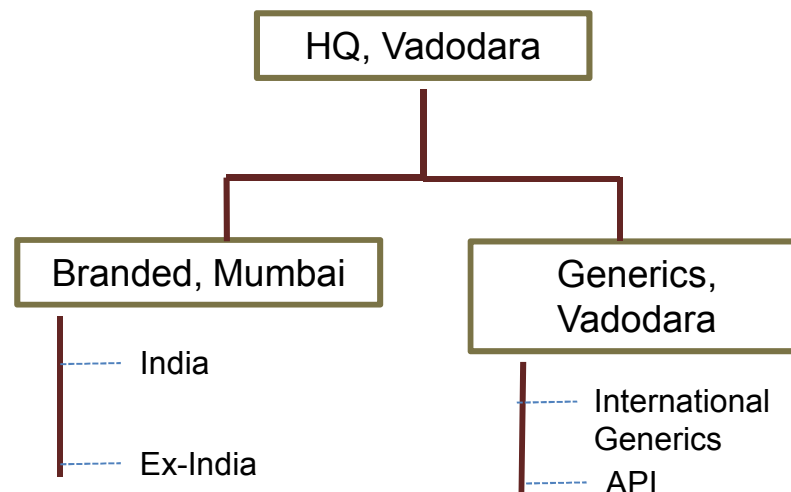 HQ, Vadodara
Branded, Mumbai
Generics,
Vadodara
India
Ex-India
International
Generics
API